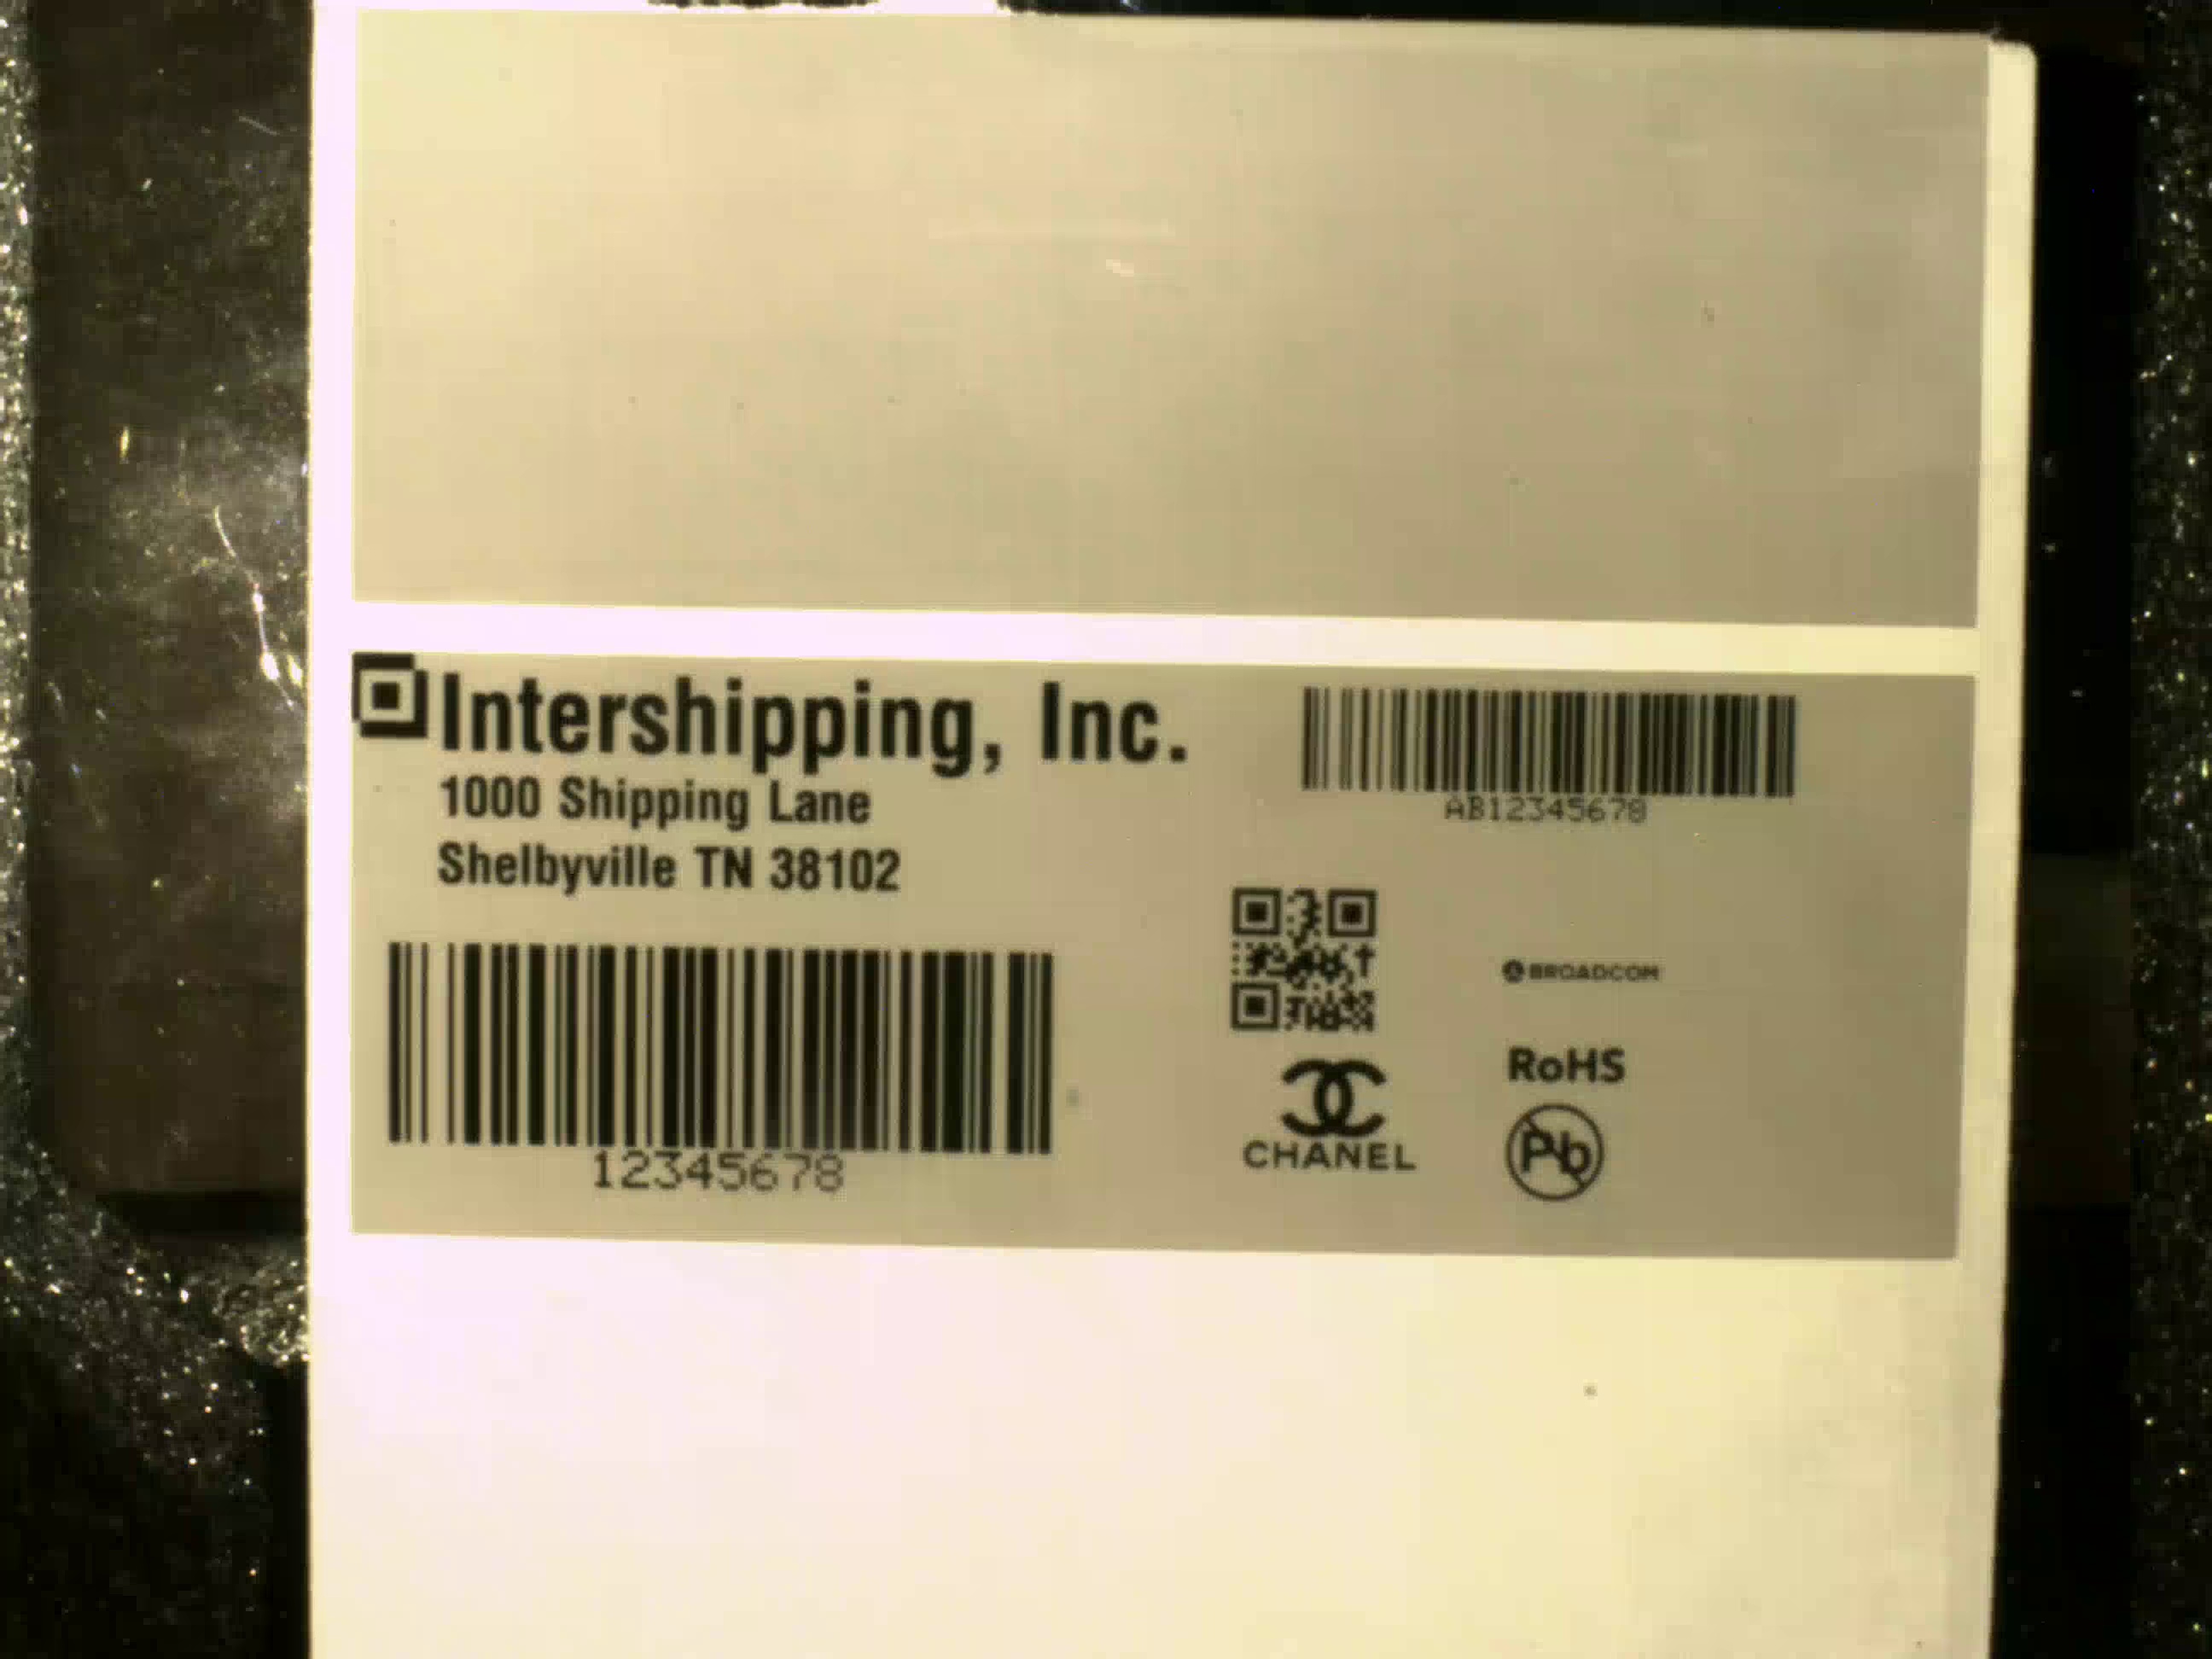 Intershipping, Inc.
1000 Shipping Lane
Shelbyville TN 38102
12345678
AB12345678
BROADCOM
CHANEL
RoHS
Pb